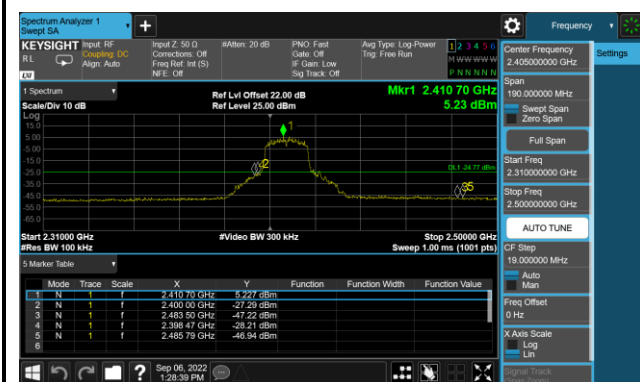 Spectrum Analyzer 1
Swept SA
+
Frequency
KEYSIGHT
RL
LXI
Input: RF
Coupling: DC
Align: Auto
Input Z: 50 Ω
Corrections: Off
Freq Ref: Int (S)
NFE: Off
#Atten: 20 dB
PNO: Fast
Gate: Off
IF Gain: Low
Sig Track: Off
Avg Type: Log-Power
Trig: Free Run
1 2 3 4 5 6
M W W W W W
P N N N N N
1 Spectrum
Scale/Div 10 dB
Ref Lvl Offset 22.00 dB
Ref Level 25.00 dBm
Mkr1 2.410 70 GHz
5.23 dBm
Log
15.0
5.00
-5.00
-15.0
-25.0
-35.0
-45.0
-55.0
-65.0
1
DL1 -24.77 dBm
Start 2.31000 GHz
#Res BW 100 kHz
#Video BW 300 kHz
Stop 2.50000 GHz
Sweep 1.00 ms (1001 pts)
5 Marker Table
Mode Trace Scale X Y Function Function Width Function Value
1 N 1 f 2.410 70 GHz 5.227 dBm
2 N 1 f 2.400 00 GHz -27.29 dBm
3 N 1 f 2.483 50 GHz -47.22 dBm
4 N 1 f 2.398 47 GHz -28.21 dBm
5 N 1 f 2.485 79 GHz -46.94 dBm
6
Sep 06, 2022
1:28:39 PM
Center Frequency
2.405000000 GHz
Span
190.000000 MHz
Swept Span
Zero Span
Full Span
Start Freq
2.310000000 GHz
Stop Freq
2.500000000 GHz
AUTO TUNE
CF Step
19.000000 MHz
Auto
Man
Freq Offset
0 Hz
X Axis Scale
Log
Lin
Signal Track
Settings